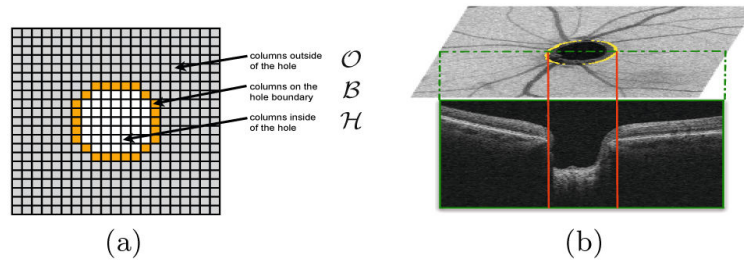 columns outside
of the hole
O
columns on the
hole boundary
B
columns inside
of the hole
H
(a)
(b)